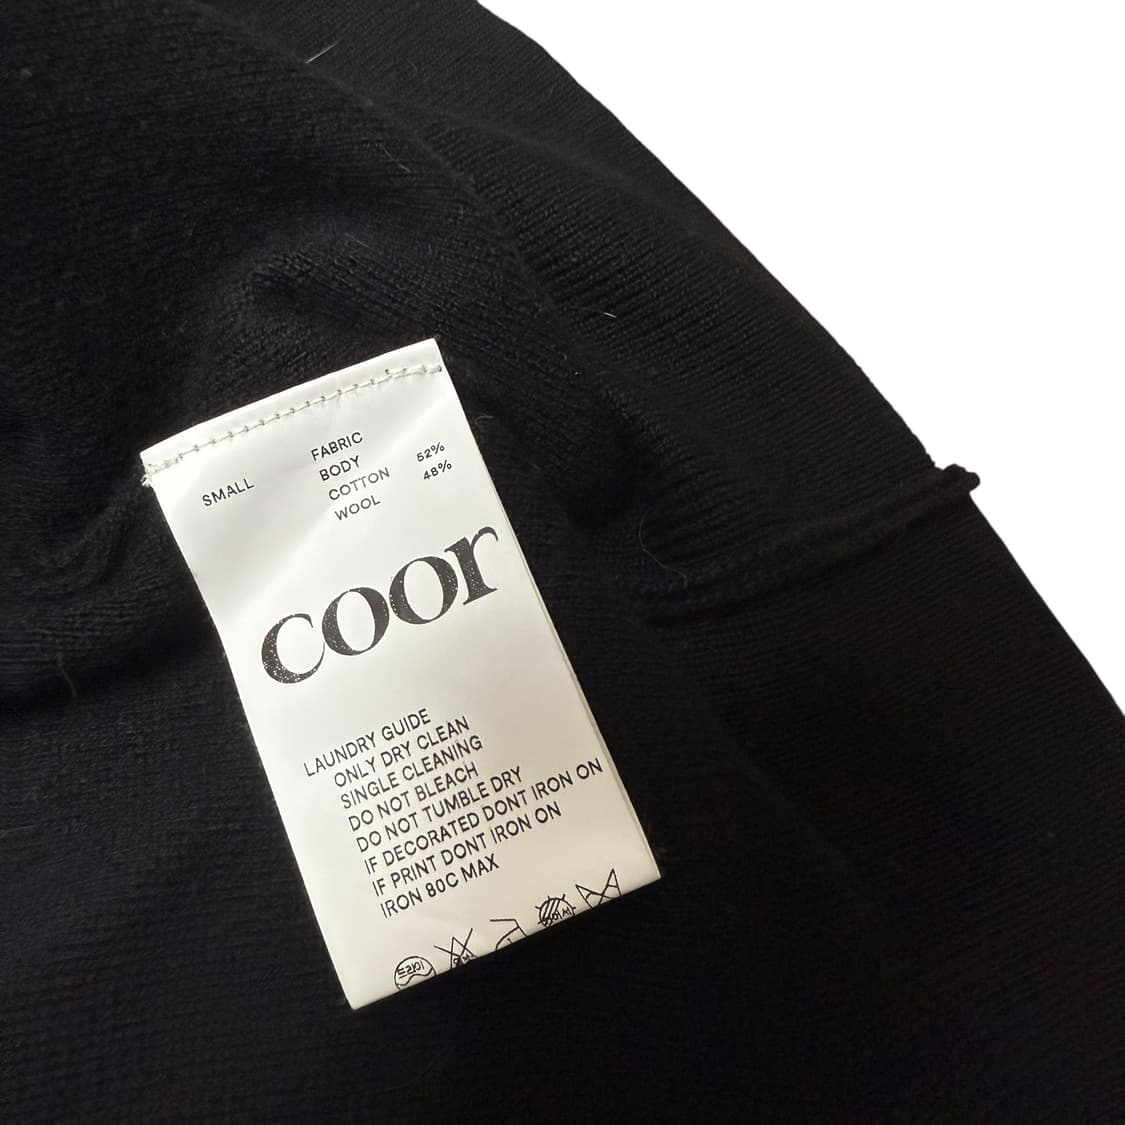 SMALL
FABRIC
BODY
COTTON 52%
WOOL 48%
coor
LAUNDRY GUIDE
ONLY DRY CLEAN
SINGLE CLEANING
DO NOT BLEACH
DO NOT TUMBLE DRY
IF DECORATED DONT IRON ON
IF PRINT DONT IRON ON
IRON 80C MAX